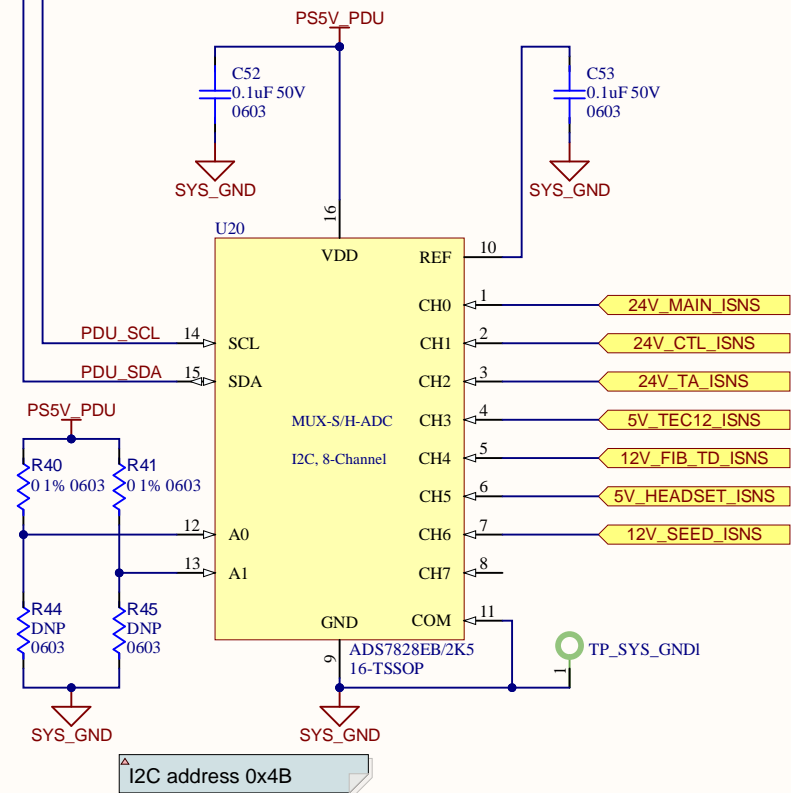 PS5V_PDU
C52
0.1uF 50V
0603
SYS_GND
C53
0.1uF 50V
0603
SYS_GND
U20
16
VDD
REF
10
CH0
1
24V_MAIN_ISNS
PDU_SCL
14
SCL
CH1
2
24V_CTL_ISNS
PDU_SDA
15
SDA
CH2
3
24V_TA_ISNS
MUX-S/H-ADC
CH3
4
5V_TEC12_ISNS
I2C, 8-Channel
CH4
5
12V_FIB_TD_ISNS
CH5
6
5V_HEADSET_ISNS
CH6
7
12V_SEED_ISNS
CH7
8
COM
11
PS5V_PDU
R40
0 1% 0603
R41
0 1% 0603
12
A0
13
A1
R44
DNP
0603
R45
DNP
0603
SYS_GND
GND
9
ADS7828EB/2K5
16-TSSOP
SYS_GND
TP_SYS_GND1
1
I2C address 0x4B